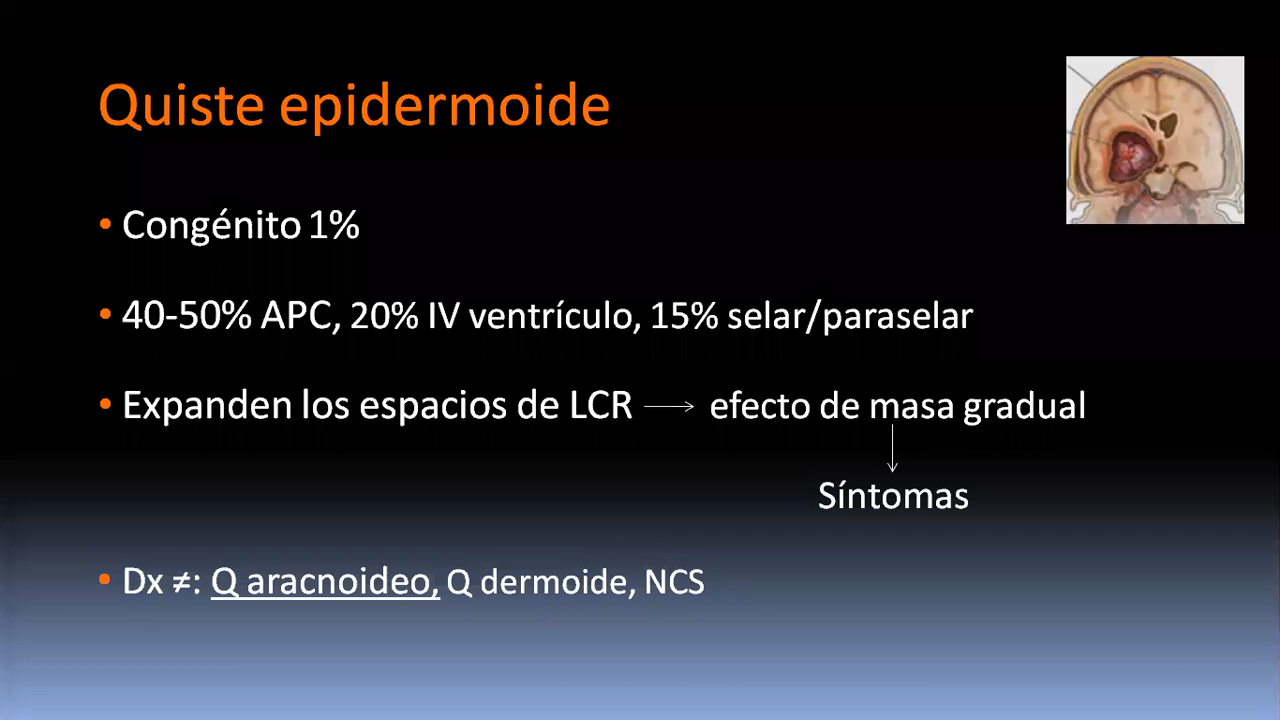 Quiste epidermoide
• Congénito 1%
• 40-50% APC, 20% IV ventrículo, 15% selar/paraselar
• Expanden los espacios de LCR → efecto de masa gradual
↓
Síntomas
• Dx ≠: Q aracnoideo, Q dermoide, NCS